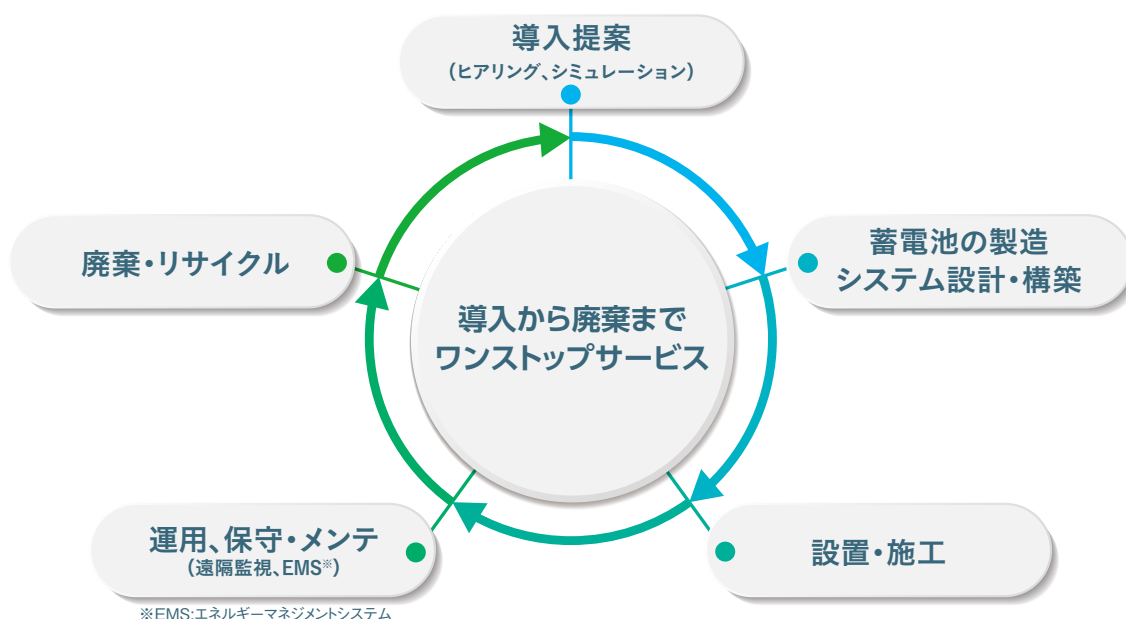 導入提案
(ヒアリング、シミュレーション)
蓄電池の製造
システム設計・構築
設置・施工
運用、保守・メンテ
(遠隔監視、EMS※)
※EMS:エネルギーマネジメントシステム
廃棄・リサイクル
導入から廃棄まで
ワンストップサービス